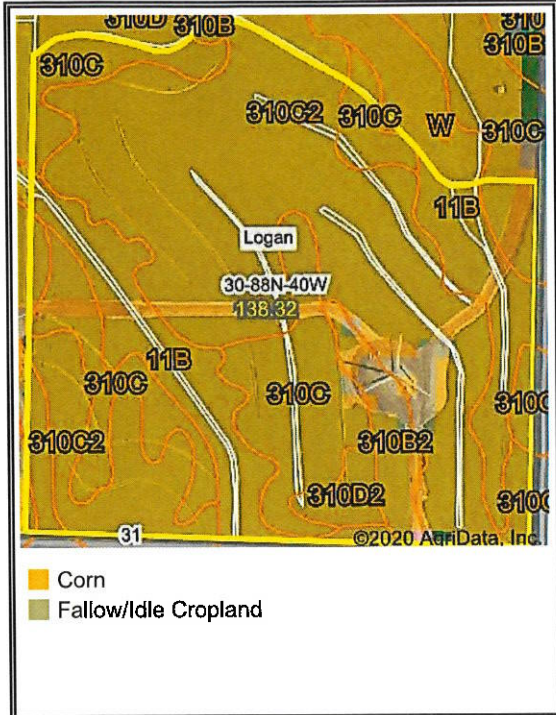 310D
310B
310
310B
310C
310C2
310C
W
310C
11B
Logan
30-88N-40W
138.32
11B
310C
310C
310C2
310B2
310D2
31
©2020 AgriData, Inc.
Corn
Fallow/Idle Cropland